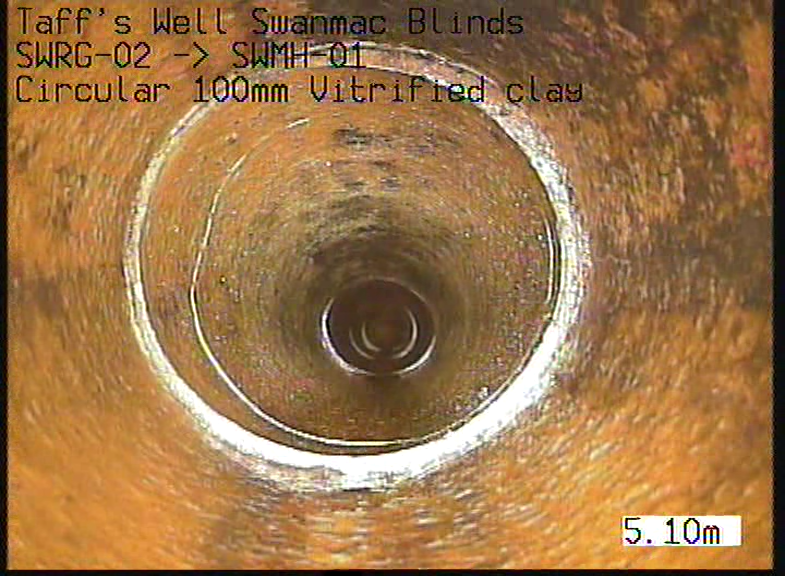 Taff's Well Swanmac Blinds
SWRG-02 -> SWMH-01
Circular 100mm Vitrified clay
5.10m